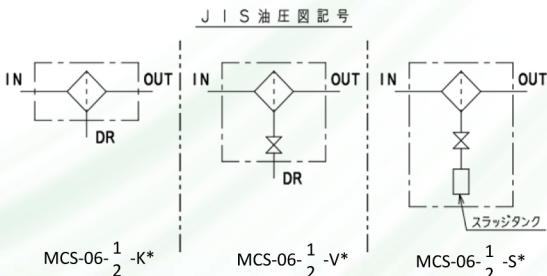 JIS油圧図記号
IN OUT
DR
MCS-06-1/2-K*
IN OUT
DR
MCS-06-1/2-V*
IN OUT
スラッジタンク
MCS-06-1/2-S*